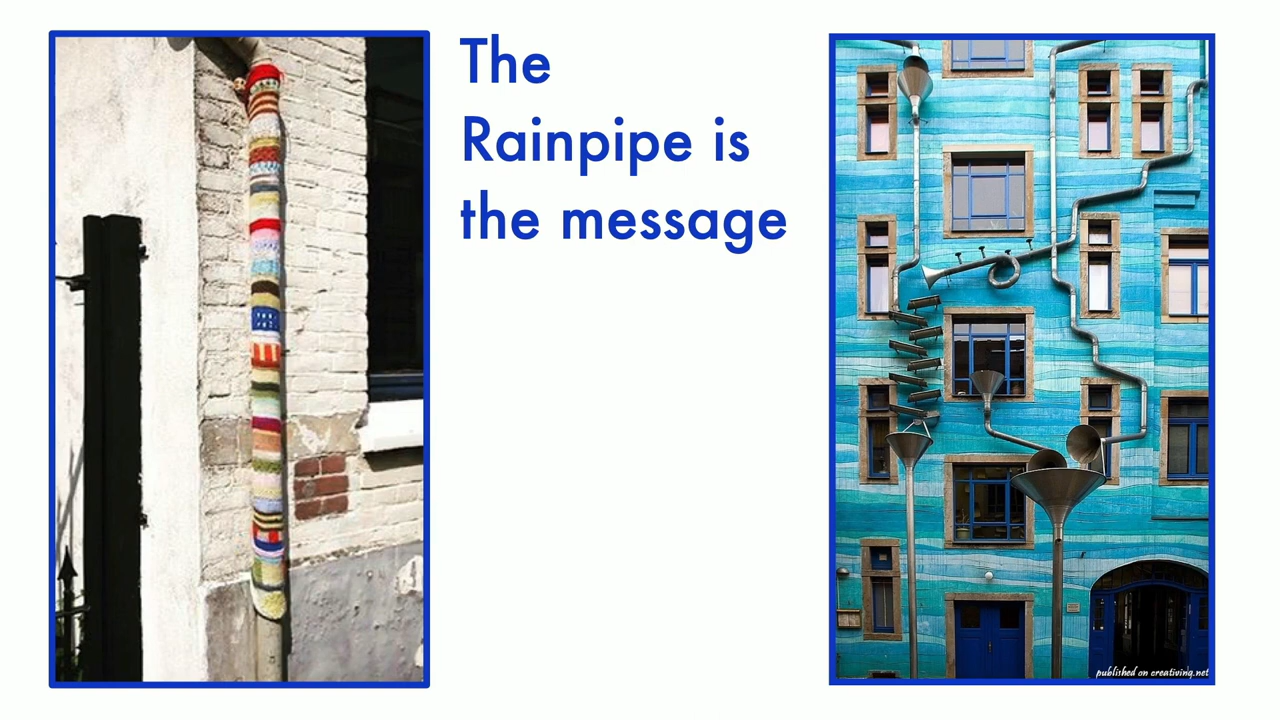 The
Rainpipe is
the message
published on creativing.net